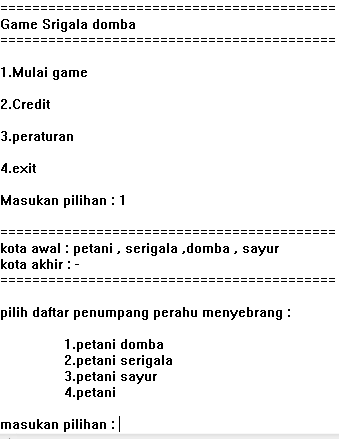 ==========================================
Game Srigala domba
==========================================
1.Mulai game
2.Credit
3.peraturan
4.exit
Masukan pilihan : 1
==========================================
kota awal : petani , serigala ,domba , sayur
kota akhir : -
==========================================
pilih daftar penumpang perahu menyebrang :
1.petani domba
2.petani serigala
3.petani sayur
4.petani
masukan pilihan :